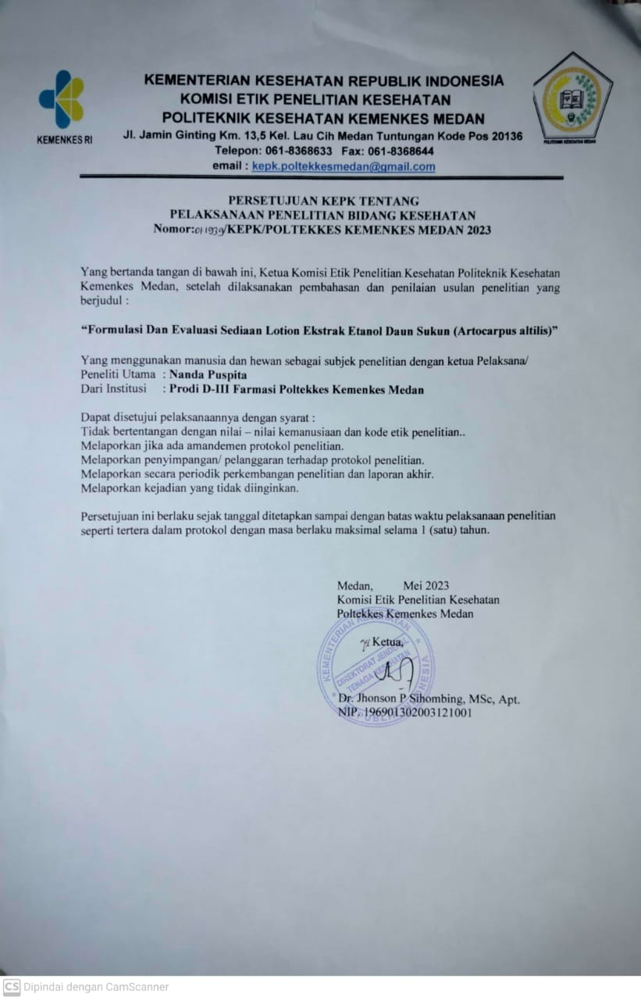 KEMENTERIAN KESEHATAN REPUBLIK INDONESIA
KOMISI ETIK PENELITIAN KESEHATAN
POLITEKNIK KESEHATAN KEMENKES MEDAN
KEMENKES RI
Jl. Jamin Ginting Km. 13,5 Kel. Lau Cih Medan Tuntungan Kode Pos 20136
POLITEKNIK KESEHATAN MEDAN
Telepon: 061-8368633 Fax: 061-8368644
email : kepk.poltekkesmedan@gmail.com
PERSETUJUAN KEPK TENTANG
PELAKSANAAN PENELITIAN BIDANG KESEHATAN
Nomor: /KEPK/POLTEKKES KEMENKES MEDAN 2023
Yang bertanda tangan di bawah ini, Ketua Komisi Etik Penelitian Kesehatan Politeknik Kesehatan
Kemenkes Medan, setelah dilaksanakan pembahasan dan penilaian usulan penelitian yang
berjudul :
“Formulasi Dan Evaluasi Sediaan Lotion Ekstrak Etanol Daun Sukun (Artocarpus altilis)”
Yang menggunakan manusia dan hewan sebagai subjek penelitian dengan ketua Pelaksana/
Peneliti Utama : Nanda Puspita
Dari Institusi : Prodi D-III Farmasi Poltekkes Kemenkes Medan
Dapat disetujui pelaksanaannya dengan syarat :
Tidak bertentangan dengan nilai – nilai kemanusiaan dan kode etik penelitian..
Melaporkan jika ada amandemen protokol penelitian.
Melaporkan penyimpangan/ pelanggaran terhadap protokol penelitian.
Melaporkan secara periodik perkembangan penelitian dan laporan akhir.
Melaporkan kejadian yang tidak diinginkan.
Persetujuan ini berlaku sejak tanggal ditetapkan sampai dengan batas waktu pelaksanaan penelitian
seperti tertera dalam protokol dengan masa berlaku maksimal selama 1 (satu) tahun.
Medan, Mei 2023
Komisi Etik Penelitian Kesehatan
Poltekkes Kemenkes Medan
KEMENTERIAN KESEHATAN
Ketua,
DIREKTORAT JENDERAL
TENAGA KESEHATAN
REPUBLIK INDONESIA
Dr. Jhonson P Sihombing, MSc, Apt.
NIP. 196901302003121001
CS Dipindai dengan CamScanner